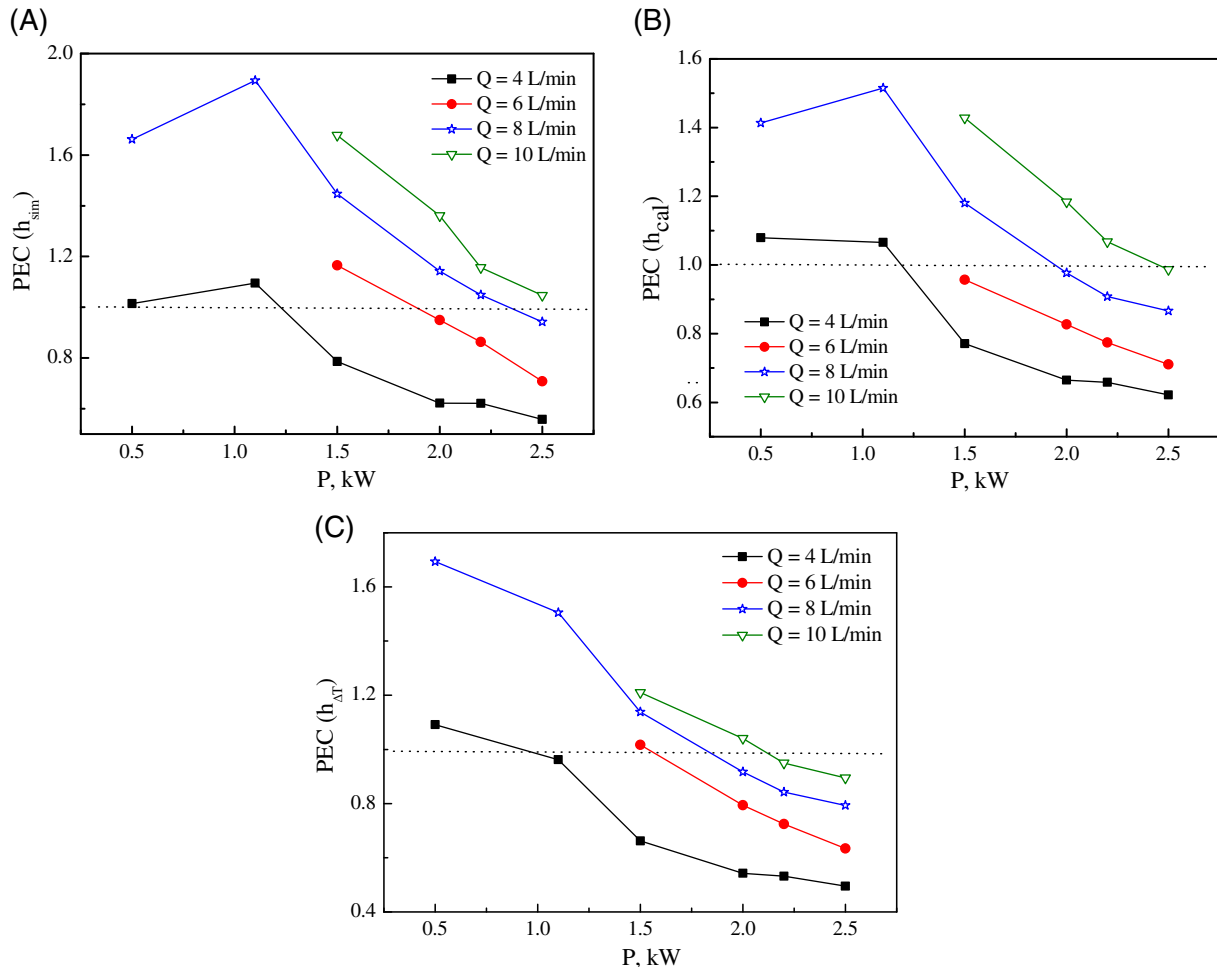 (A)
2.0
1.6
1.2
0.8
PEC (h_sim)
0.5 1.0 1.5 2.0 2.5
P, kW
Q = 4 L/min
Q = 6 L/min
Q = 8 L/min
Q = 10 L/min
(B)
1.6
1.4
1.2
1.0
0.8
0.6
PEC (h_cal)
0.5 1.0 1.5 2.0 2.5
P, kW
Q = 4 L/min
Q = 6 L/min
Q = 8 L/min
Q = 10 L/min
(C)
1.6
1.2
0.8
0.4
PEC (h_ΔT)
0.5 1.0 1.5 2.0 2.5
P, kW
Q = 4 L/min
Q = 6 L/min
Q = 8 L/min
Q = 10 L/min